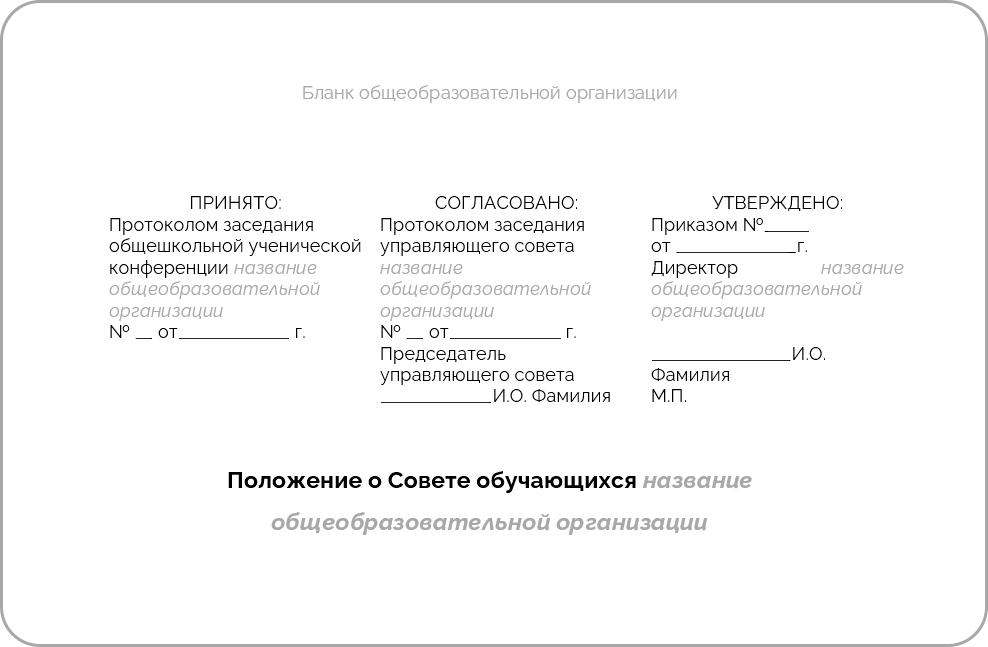 Бланк общеобразовательной организации
ПРИНЯТО:
Протоколом заседания
общешкольной ученической
конференции название
общеобразовательной
организации
№ __ от____________ г.
СОГЛАСОВАНО:
Протоколом заседания
управляющего совета
название
общеобразовательной
организации
№ __ от____________ г.
Председатель
управляющего совета
____________И.О. Фамилия
УТВЕРЖДЕНО:
Приказом №_____
от _____________г.
Директор название
общеобразовательной
организации
_______________И.О.
Фамилия
М.П.
Положение о Совете обучающихся название
общеобразовательной организации